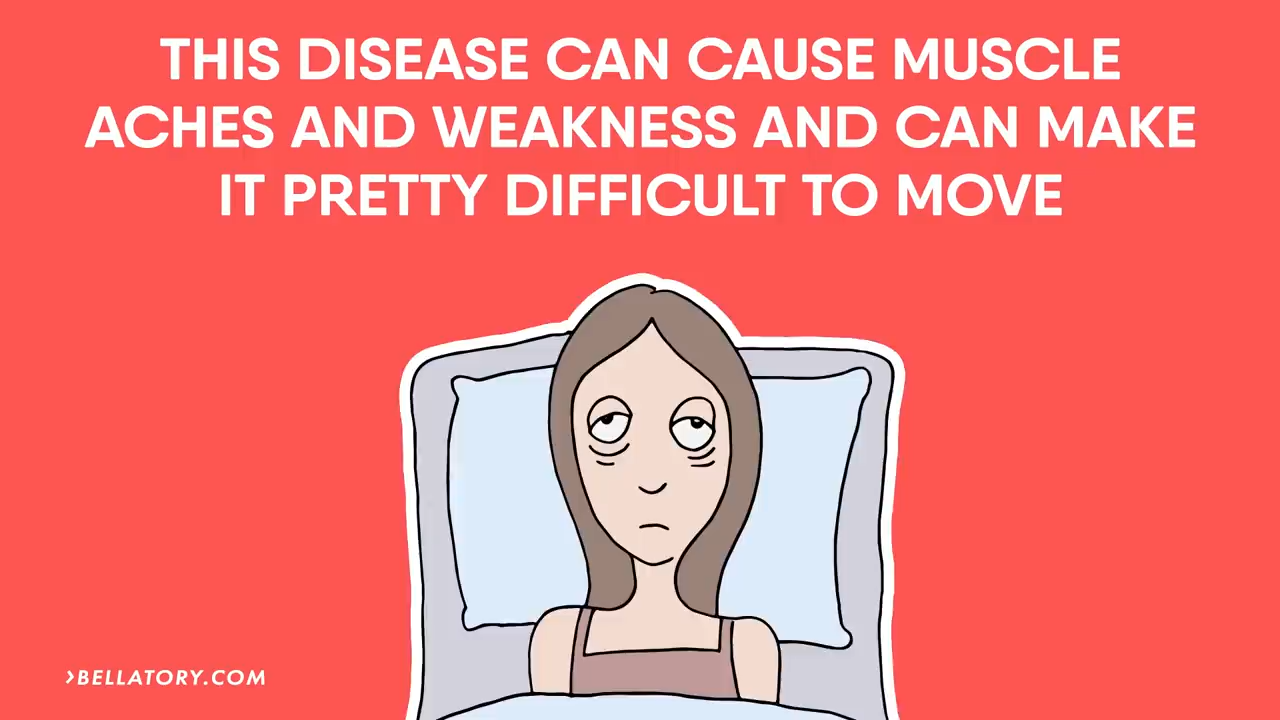 THIS DISEASE CAN CAUSE MUSCLE
ACHES AND WEAKNESS AND CAN MAKE
IT PRETTY DIFFICULT TO MOVE
>BELLATORY.COM